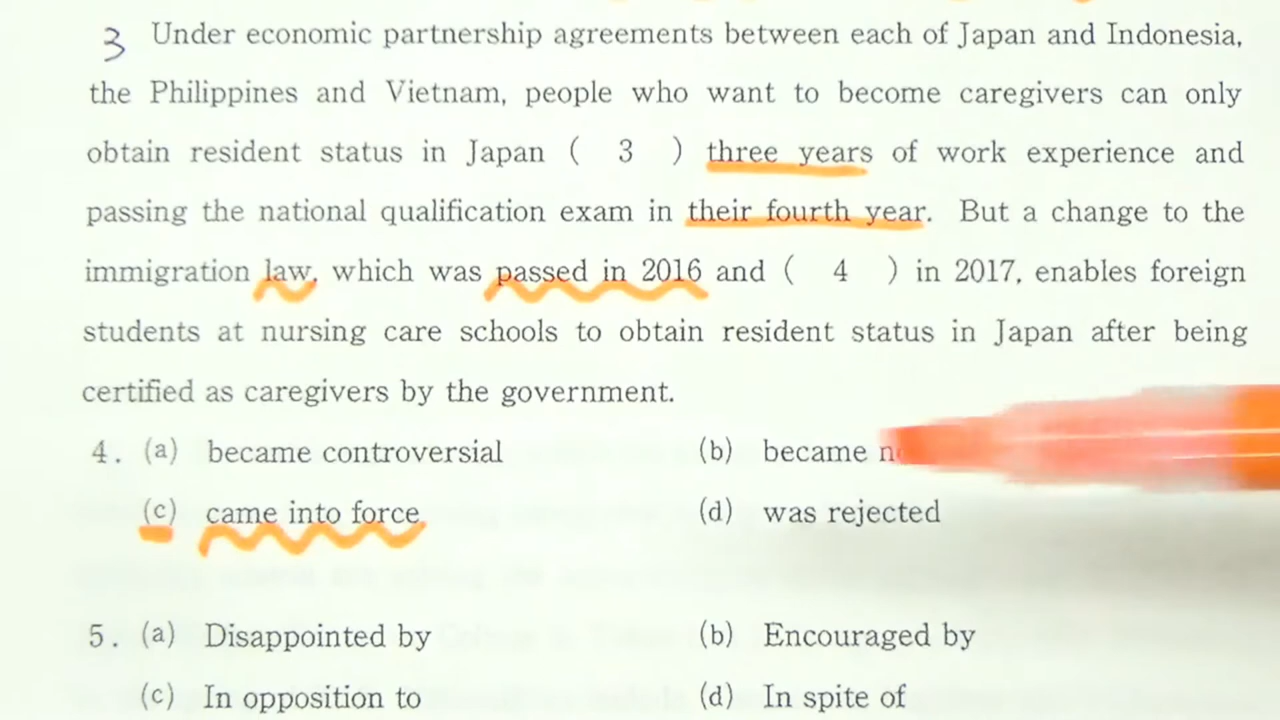 3 Under economic partnership agreements between each of Japan and Indonesia,
the Philippines and Vietnam, people who want to become caregivers can only
obtain resident status in Japan ( 3 ) three years of work experience and
passing the national qualification exam in their fourth year. But a change to the
immigration law, which was passed in 2016 and ( 4 ) in 2017, enables foreign
students at nursing care schools to obtain resident status in Japan after being
certified as caregivers by the government.
4. (a) became controversial (b) became
(c) came into force (d) was rejected
5. (a) Disappointed by (b) Encouraged by
(c) In opposition to (d) In spite of